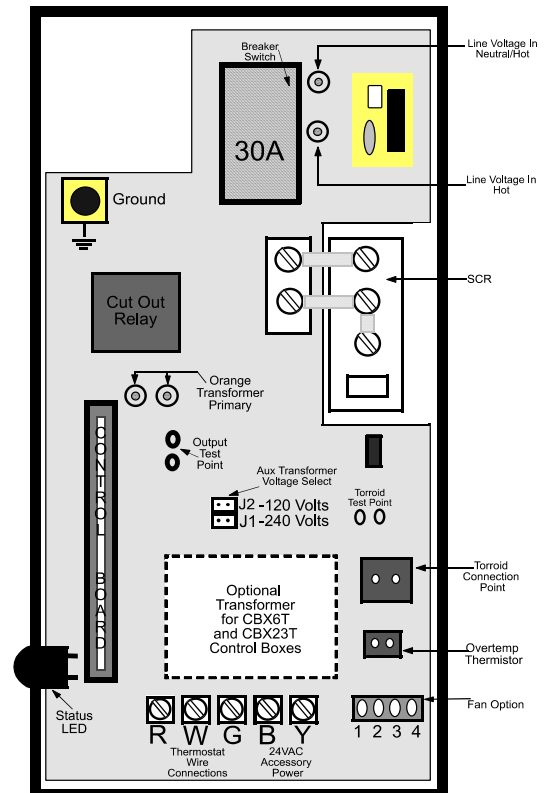 Breaker
Switch
Line Voltage In
Neutral/Hot
30A
Line Voltage In
Hot
Ground
SCR
Cut Out
Relay
Orange
Transformer
Primary
CONTROL BOARD
Output
Test
Point
Aux Transformer
Voltage Select
J2-120 Volts
J1-240 Volts
Torroid
Test Point
Optional
Transformer
for CBX6T
and CBX23T
Control Boxes
Torroid
Connection
Point
Overtemp
Thermistor
Fan Option
Status
LED
R W G B Y
1 2 3 4
Thermostat
Wire
Connections
24VAC
Accessory
Power